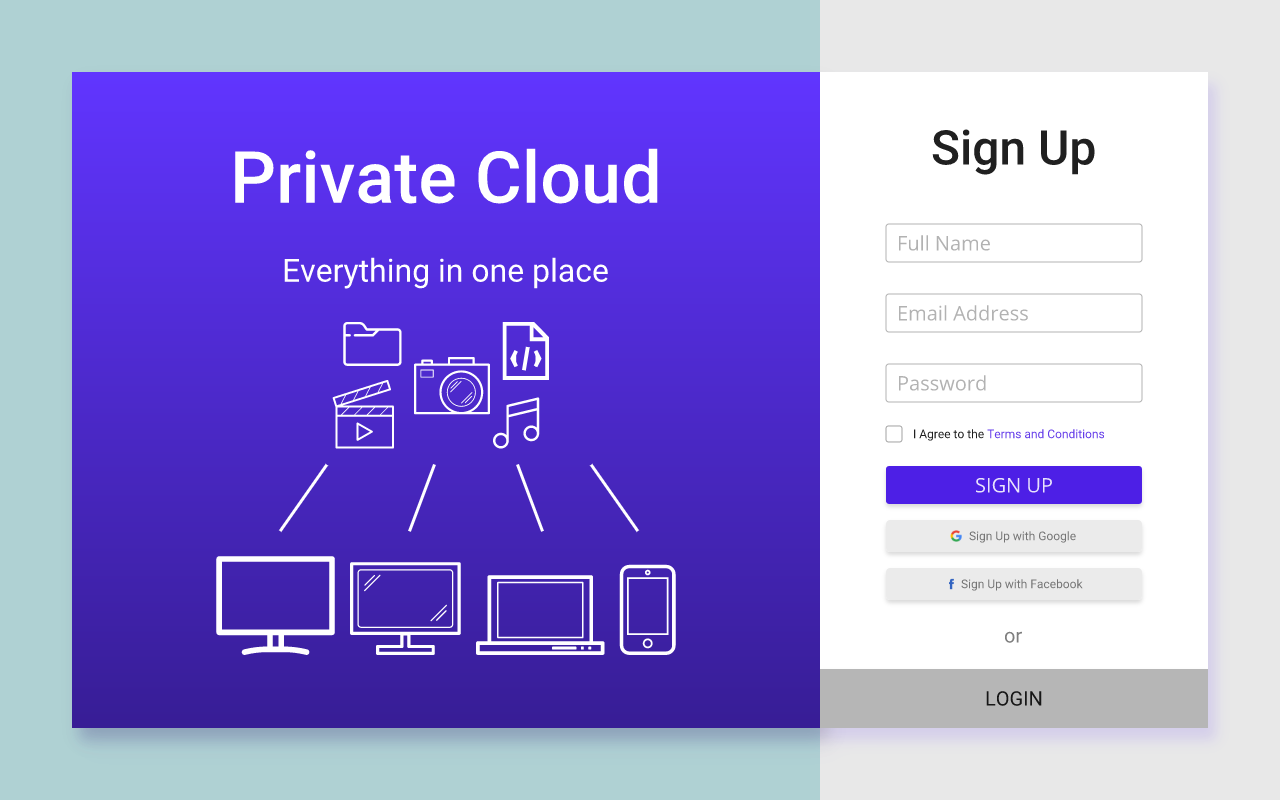 Private Cloud
Everything in one place
Sign Up
Full Name
Email Address
Password
I Agree to the Terms and Conditions
SIGN UP
Sign Up with Google
Sign Up with Facebook
or
LOGIN